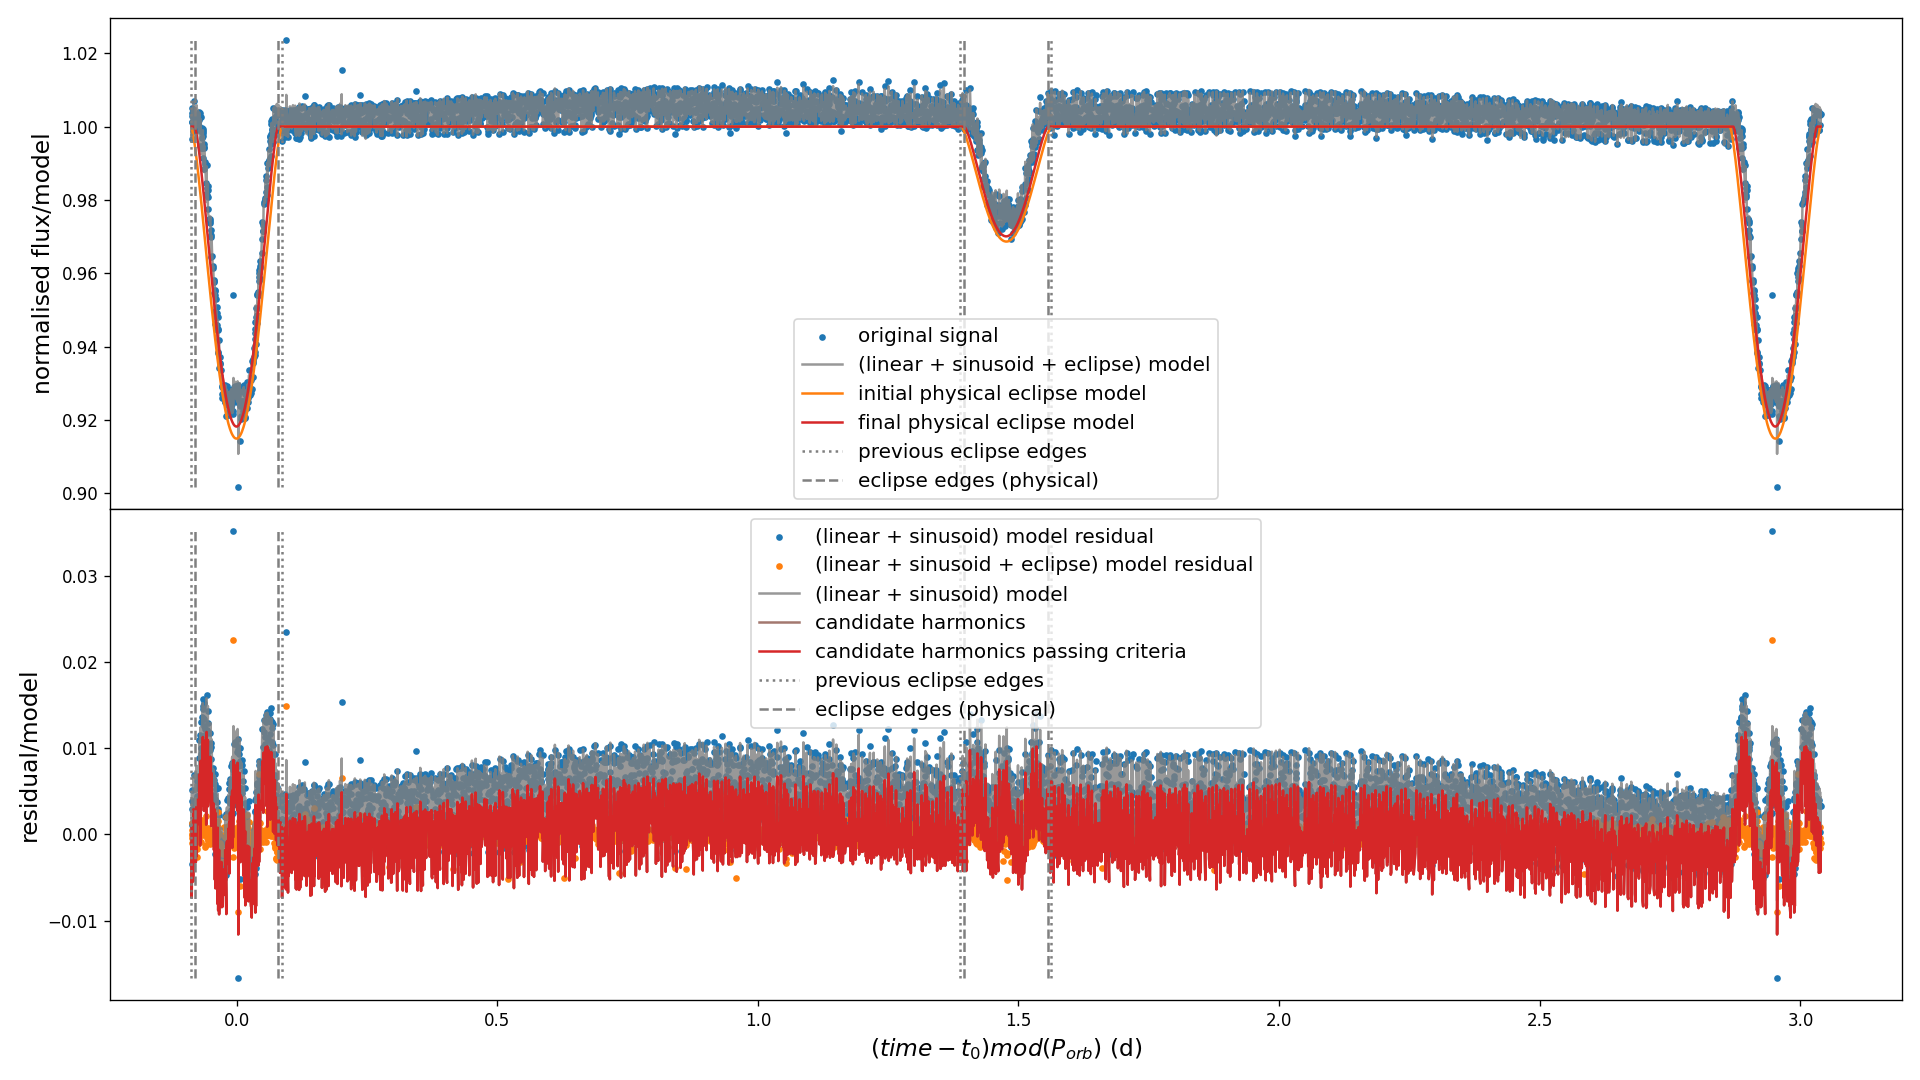 1.02
1.00
0.98
0.96
0.94
0.92
0.90
normalised flux/model
original signal
(linear + sinusoid + eclipse) model
initial physical eclipse model
final physical eclipse model
previous eclipse edges
eclipse edges (physical)
0.03
0.02
0.01
0.00
−0.01
residual/model
(linear + sinusoid) model residual
(linear + sinusoid + eclipse) model residual
(linear + sinusoid) model
candidate harmonics
candidate harmonics passing criteria
previous eclipse edges
eclipse edges (physical)
0.0 0.5 1.0 1.5 2.0 2.5 3.0
(time − t₀)mod(P_orb) (d)